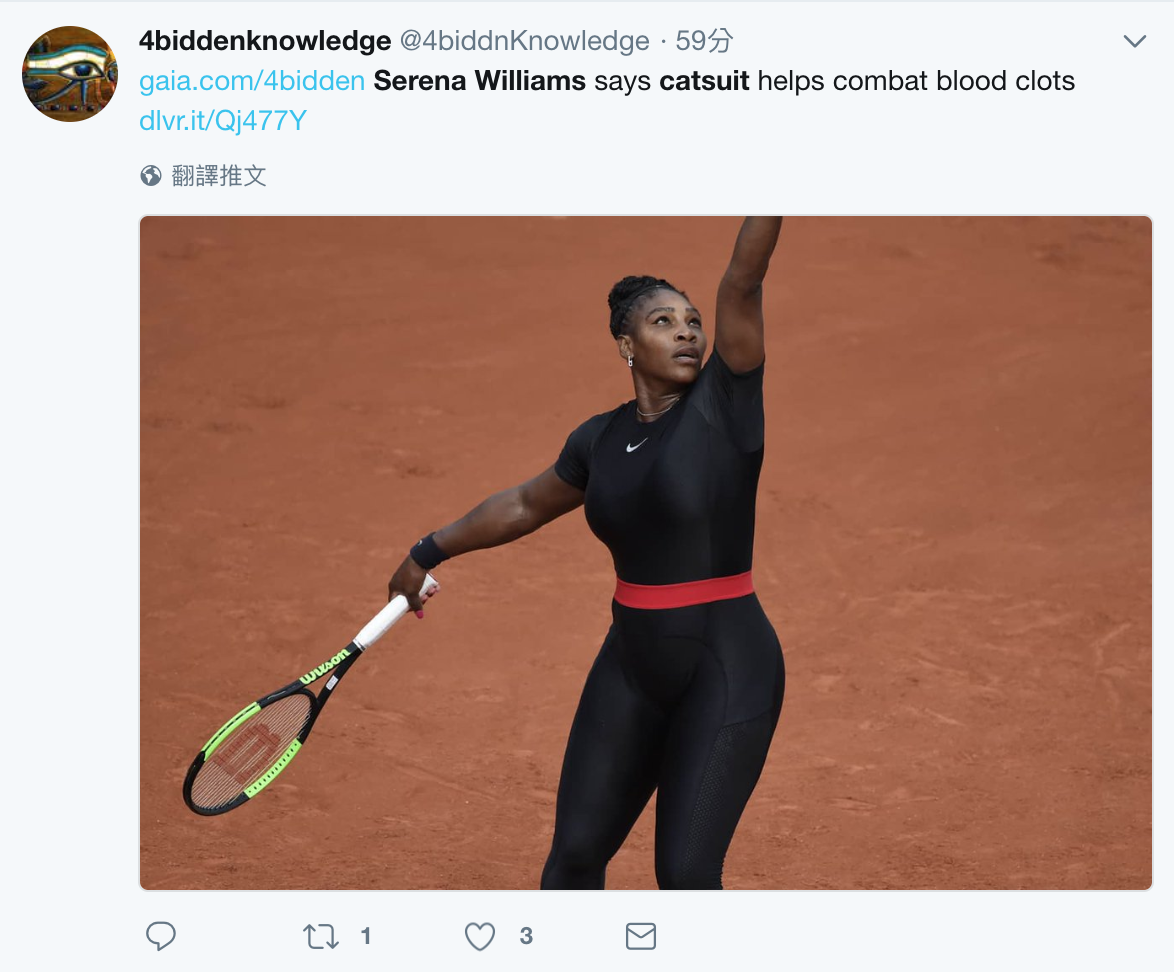 4biddenknowledge @4biddnKnowledge · 59分
gaia.com/4bidden Serena Williams says catsuit helps combat blood clots
dlvr.it/Qj477Y
翻譯推文
wilson
1
3